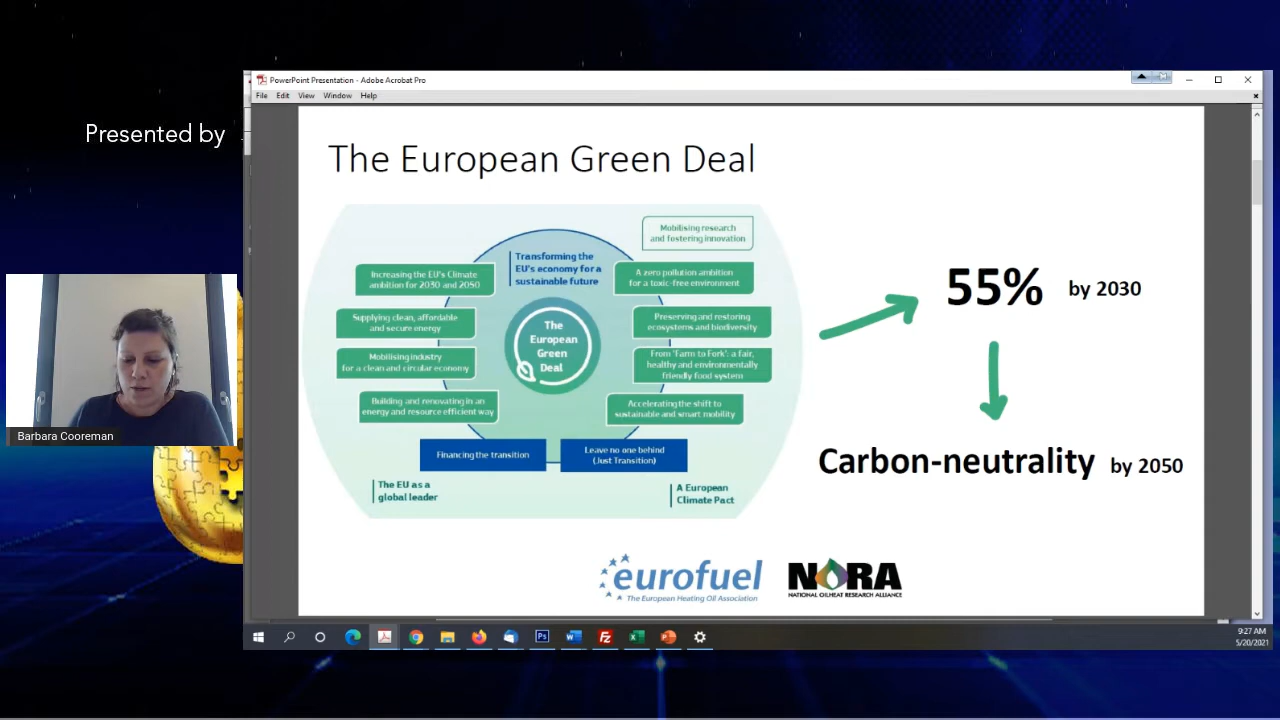 PowerPoint Presentation - Adobe Acrobat Pro
File Edit View Window Help
Presented by
The European Green Deal
Mobilising research
and fostering innovation
Transforming the
EU's economy for a
sustainable future
Increasing the EU's Climate
ambition for 2030 and 2050
A zero pollution ambition
for a toxic-free environment
Supplying clean, affordable
and secure energy
Preserving and restoring
ecosystems and biodiversity
The
European
Green
Deal
Mobilising industry
for a clean and circular economy
From 'Farm to Fork': a fair,
healthy and environmentally
friendly food system
Building and renovating in an
energy and resource efficient way
Accelerating the shift to
sustainable and smart mobility
Financing the transition
Leave no one behind
(Just Transition)
The EU as a
global leader
A European
Climate Pact
55% by 2030
Carbon-neutrality by 2050
Barbara Cooreman
eurofuel
The European Heating Oil Association
NORA
NATIONAL OILHEAT RESEARCH ALLIANCE
9:27 AM
5/20/2021